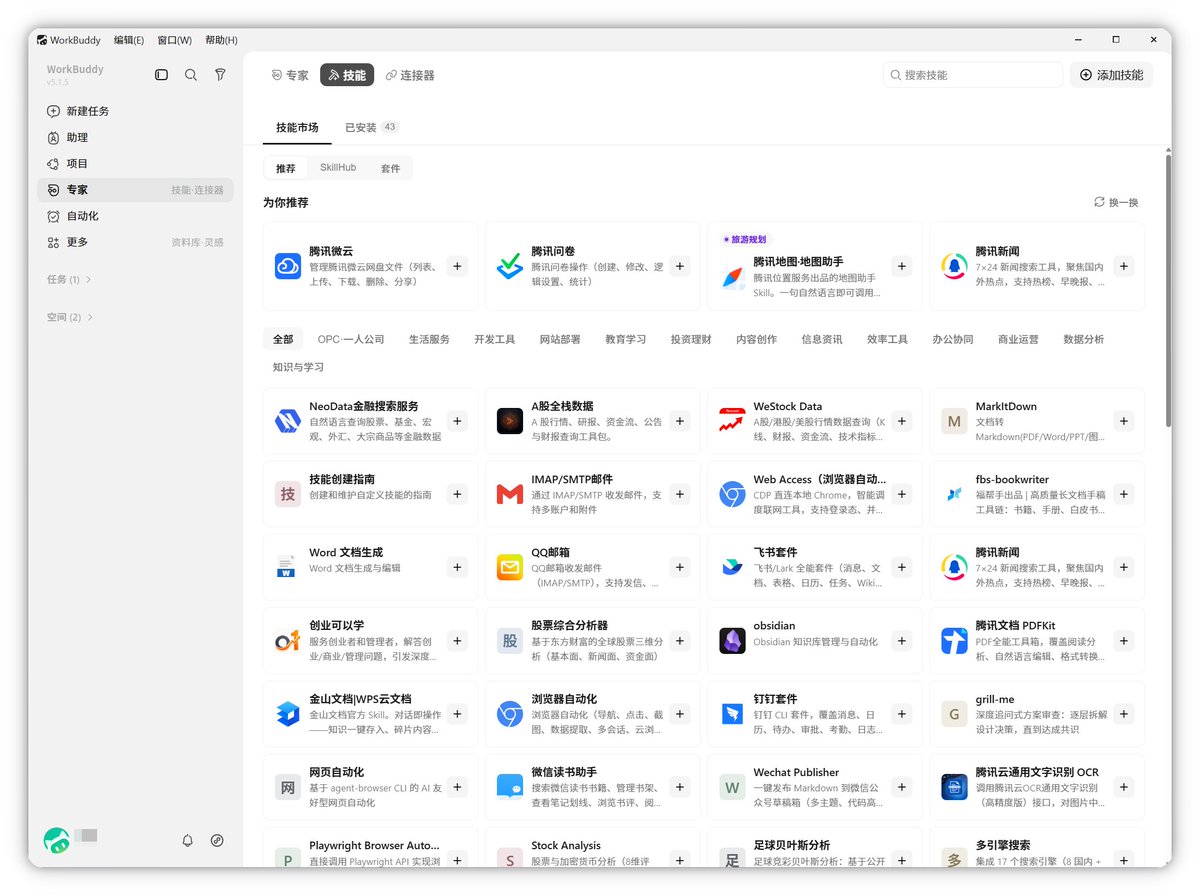 WorkBuddy 编辑(E) 窗口(W) 帮助(H)
WorkBuddy
v5.1.5
新建任务
助理
项目
专家 技能·连接器
自动化
更多 资料库·灵感
任务 (1)
空间 (2)
专家 技能 连接器
搜索技能
添加技能
技能市场 已安装 43
推荐 SkillHub 套件
为你推荐
换一换
腾讯微云
管理腾讯微云网盘文件（列表、
上传、下载、删除、分享）
腾讯问卷
腾讯问卷操作（创建、修改、逻
辑设置、统计）
旅游规划
腾讯地图·地图助手
腾讯位置服务出品的地图助手
Skill。一句自然语言即可调用...
腾讯新闻
7×24 新闻搜索工具，聚焦国内
外热点，支持热榜、早晚报、...
全部 OPC·一人公司 生活服务 开发工具 网站部署 教育学习 投资理财 内容创作 信息资讯 效率工具 办公协同 商业运营 数据分析
知识与学习
NeoData金融搜索服务
自然语言查询股票、基金、宏
观、外汇、大宗商品等金融数据
A股全栈数据
A 股行情、研报、资金流、公告
与财报查询工具包。
WeStock Data
A股/港股/美股行情数据查询（K
线、财报、资金流、技术指标...
M
MarkItDown
文档转
Markdown(PDF/Word/PPT/图...
技
技能创建指南
创建和维护自定义技能的指南
IMAP/SMTP邮件
通过 IMAP/SMTP 收发邮件，支
持多账户和附件
Web Access（浏览器自动...
CDP 直连本地 Chrome，智能调
度联网工具，支持登录态、并...
fbs-bookwriter
福帮手出品 | 高质量长文档手稿
工具链：书籍、手册、白皮书...
Word 文档生成
Word 文档生成与编辑
QQ邮箱
QQ邮箱收发邮件
（IMAP/SMTP），支持发信、...
飞书套件
飞书/Lark 全能套件（消息、文
档、表格、日历、任务、Wiki...
腾讯新闻
7×24 新闻搜索工具，聚焦国内
外热点，支持热榜、早晚报、...
创业可以学
服务创业者和管理者，解答创
业/商业/管理问题，引发深度...
股
股票综合分析器
基于东方财富的全球股票三维分
析（基本面、新闻面、资金面）
obsidian
Obsidian 知识库管理与自动化
腾讯文档 PDFKit
PDF全能工具箱，覆盖阅读分
析、自然语言编辑、格式转换...
金山文档|WPS云文档
金山文档官方 Skill。对话即操作
——知识一键存入、碎片内容...
浏览器自动化
浏览器自动化（导航、点击、截
图、数据提取、多会话、云浏...
钉钉套件
钉钉 CLI 套件，覆盖消息、日
历、待办、审批、考勤、日志...
G
grill-me
深度追问式方案审查：逐层拆解
设计决策，直到达成共识
网
网页自动化
基于 agent-browser CLI 的 AI 友
好型网页自动化
微信读书助手
搜索微信读书书籍、管理书架、
查看笔记划线、浏览书评、阅...
W
Wechat Publisher
一键发布 Markdown 到微信公
众号草稿箱（多主题、代码高...
腾讯云通用文字识别 OCR
调用腾讯云OCR通用文字识别
（高精度版）接口，对图片中...
P
Playwright Browser Auto...
直接调用 Playwright API 实现浏
S
Stock Analysis
股票与加密货币分析（8维评
足
足球贝叶斯分析
足球竞彩贝叶斯分析：基于公开
多
多引擎搜索
集成 17 个搜索引擎（8 国内 +